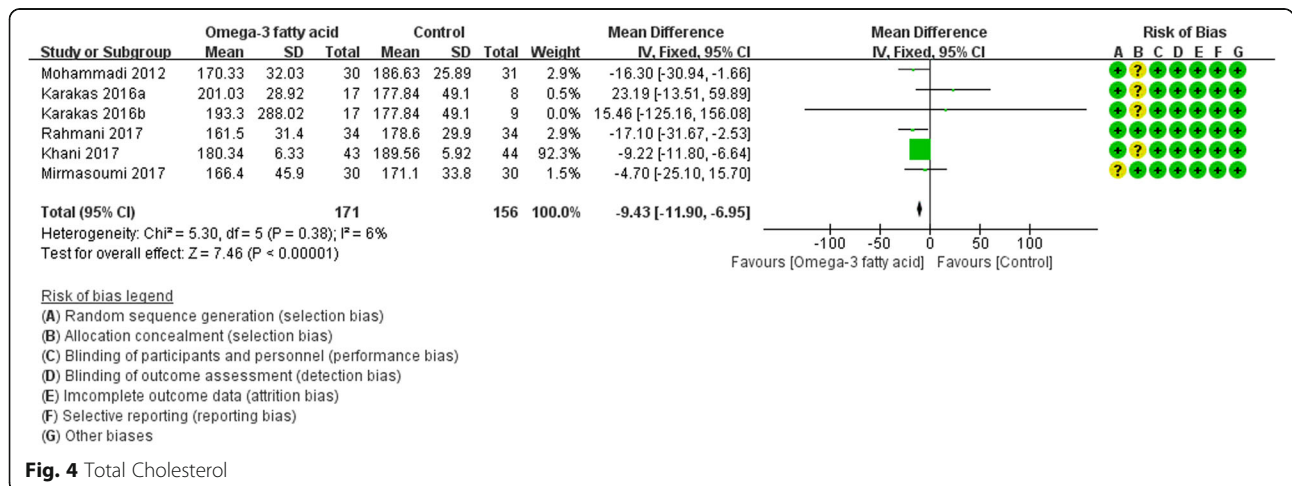 Omega-3 fatty acid Control Mean Difference Mean Difference Risk of Bias
Study or Subgroup Mean SD Total Mean SD Total Weight IV, Fixed, 95% CI IV, Fixed, 95% CI A B C D E F G
Mohammadi 2012 170.33 32.03 30 186.63 25.89 31 2.9% -16.30 [-30.94, -1.66] + ? + + + + +
Karakas 2016a 201.03 28.92 17 177.84 49.1 8 0.5% 23.19 [-13.51, 59.89] + ? + + + + +
Karakas 2016b 193.3 288.02 17 177.84 49.1 9 0.0% 15.46 [-125.16, 156.08] + ? + + + + +
Rahmani 2017 161.5 31.4 34 178.6 29.9 34 2.9% -17.10 [-31.67, -2.53] + + + + + + +
Khani 2017 180.34 6.33 43 189.56 5.92 44 92.3% -9.22 [-11.80, -6.64] + ? + + + + +
Mirmasoumi 2017 166.4 45.9 30 171.1 33.8 30 1.5% -4.70 [-25.10, 15.70] ? + + + + + +
Total (95% CI) 171 156 100.0% -9.43 [-11.90, -6.95]
Heterogeneity: Chi² = 5.30, df = 5 (P = 0.38); I² = 6%
Test for overall effect: Z = 7.46 (P < 0.00001)
-100 -50 0 50 100
Favours [Omega-3 fatty acid] Favours [Control]
Risk of bias legend
(A) Random sequence generation (selection bias)
(B) Allocation concealment (selection bias)
(C) Blinding of participants and personnel (performance bias)
(D) Blinding of outcome assessment (detection bias)
(E) Imcomplete outcome data (attrition bias)
(F) Selective reporting (reporting bias)
(G) Other biases
Fig. 4 Total Cholesterol